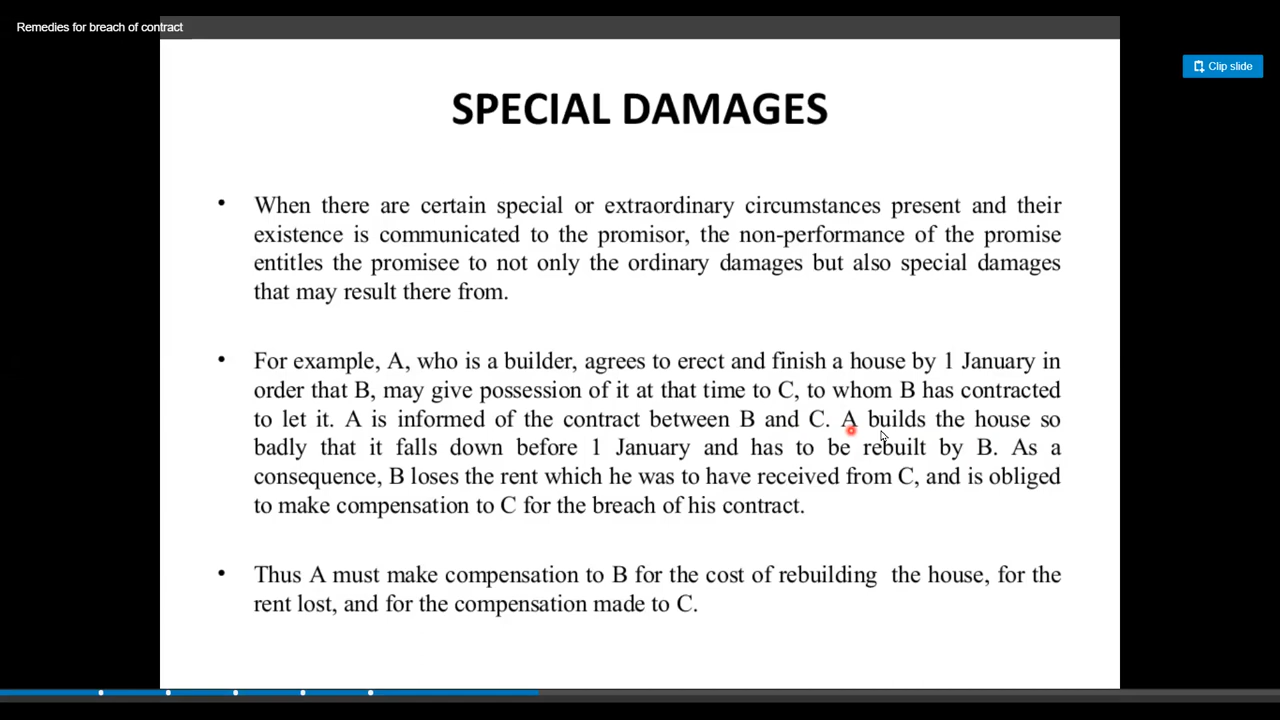 Remedies for breach of contract
Clip slide
SPECIAL DAMAGES
• When there are certain special or extraordinary circumstances present and their
existence is communicated to the promisor, the non-performance of the promise
entitles the promisee to not only the ordinary damages but also special damages
that may result there from.
• For example, A, who is a builder, agrees to erect and finish a house by 1 January in
order that B, may give possession of it at that time to C, to whom B has contracted
to let it. A is informed of the contract between B and C. A builds the house so
badly that it falls down before 1 January and has to be rebuilt by B. As a
consequence, B loses the rent which he was to have received from C, and is obliged
to make compensation to C for the breach of his contract.
• Thus A must make compensation to B for the cost of rebuilding the house, for the
rent lost, and for the compensation made to C.